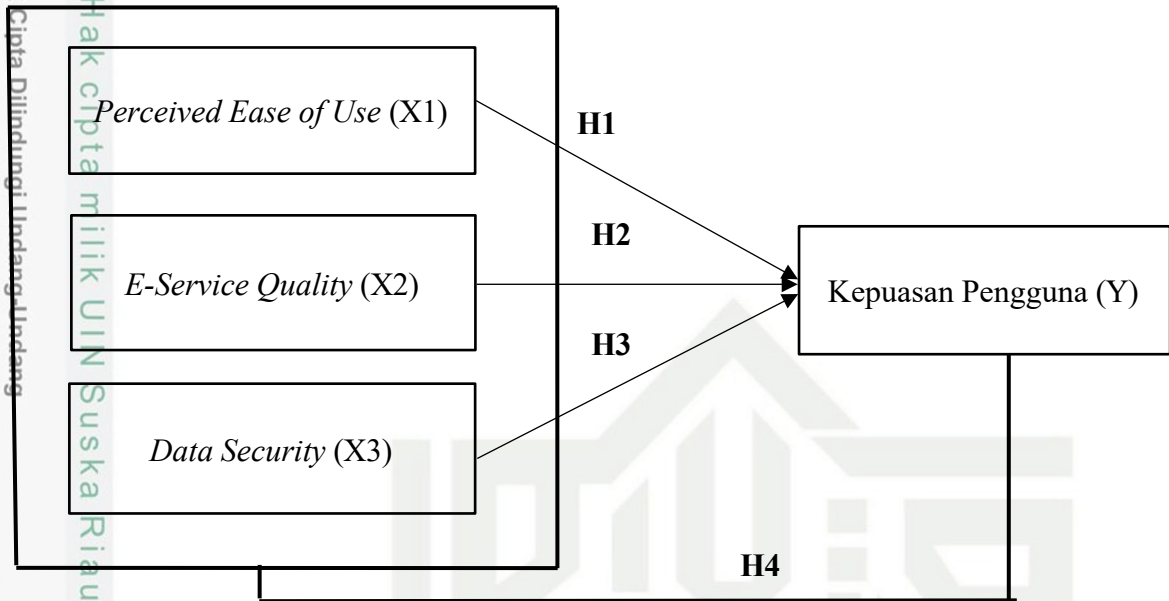 Cipta Dilindungi Undang-Undang
Hak cipta milik UIN Suska Riau
Perceived Ease of Use (X1)
H1
E-Service Quality (X2)
H2
Kepuasan Pengguna (Y)
H3
Data Security (X3)
H4